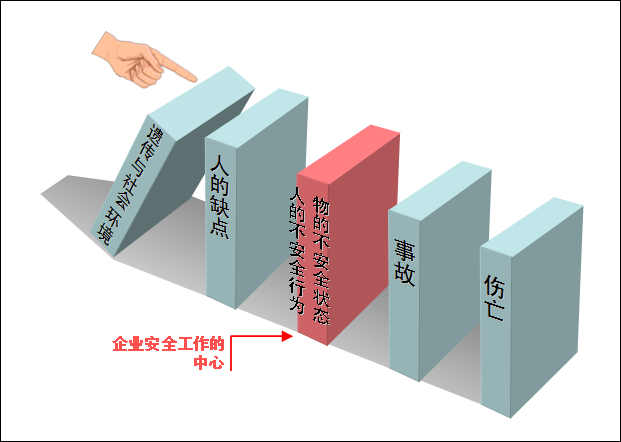 遗传与社会环境
人的缺点
物的不安全状态
人的不安全行为
事故
伤亡
企业安全工作的
中心